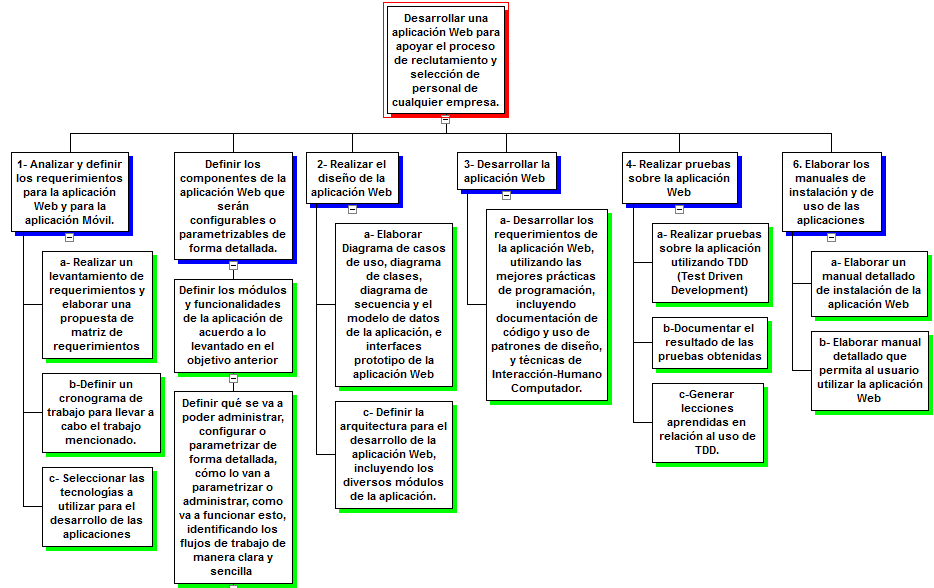 Desarrollar una
aplicación Web para
apoyar el proceso
de reclutamiento y
selección de
personal de
cualquier empresa.
1- Analizar y definir
los requerimientos
para la aplicación
Web y para la
aplicación Móvil.
a- Realizar un
levantamiento de
requerimientos y
elaborar una
propuesta de
matriz de
requerimientos
b-Definir un
cronograma de
trabajo para llevar a
cabo el trabajo
mencionado.
c- Seleccionar las
tecnologías a
utilizar para el
desarrollo de las
aplicaciones
Definir los
componentes de la
aplicación Web que
serán
configurables o
parametrizables de
forma detallada.
Definir los módulos
y funcionalidades
de la aplicación de
acuerdo a lo
levantado en el
objetivo anterior
Definir qué se va a
poder administrar,
configurar o
parametrizar de
forma detallada,
cómo lo van a
parametrizar o
administrar, como
va a funcionar esto,
identificando los
flujos de trabajo de
manera clara y
sencilla
2- Realizar el
diseño de la
aplicación Web
a- Elaborar
Diagrama de casos
de uso, diagrama
de clases,
diagrama de
secuencia y el
modelo de datos
de la aplicación, e
interfaces
prototipo de la
aplicación Web
c- Definir la
arquitectura para el
desarrollo de la
aplicación Web,
incluyendo los
diversos módulos
de la aplicación.
3- Desarrollar la
aplicación Web
a- Desarrollar los
requerimientos de
la aplicación Web,
utilizando las
mejores prácticas
de programación,
incluyendo
documentación de
código y uso de
patrones de diseño,
y técnicas de
Interacción-Humano
Computador.
4- Realizar pruebas
sobre la aplicación
Web
a- Realizar pruebas
sobre la aplicación
utilizando TDD
(Test Driven
Development)
b-Documentar el
resultado de las
pruebas obtenidas
c-Generar
lecciones
aprendidas en
relación al uso de
TDD.
6. Elaborar los
manuales de
instalación y de
uso de las
aplicaciones
a- Elaborar un
manual detallado
de instalación de la
aplicación Web
b- Elaborar manual
detallado que
permita al usuario
utilizar la aplicación
Web